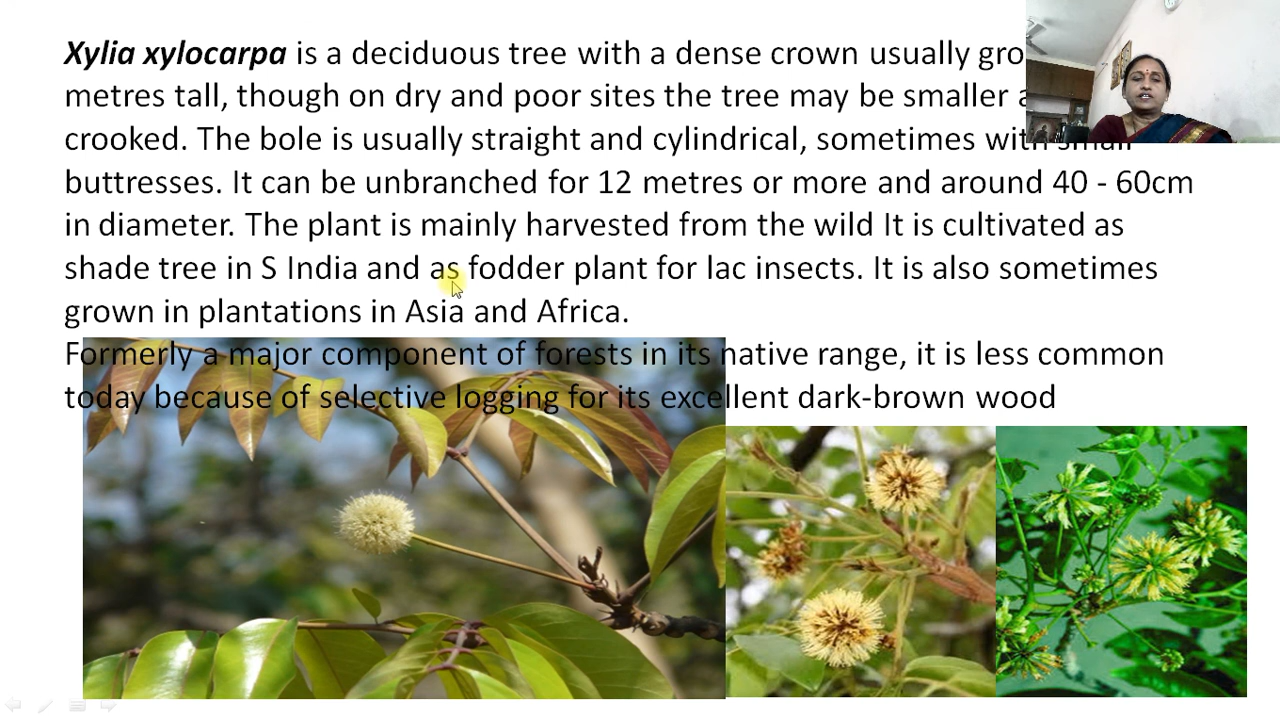 Xylia xylocarpa is a deciduous tree with a dense crown usually
metres tall, though on dry and poor sites the tree may be smaller
crooked. The bole is usually straight and cylindrical, sometimes with small
buttresses. It can be unbranched for 12 metres or more and around 40 - 60cm
in diameter. The plant is mainly harvested from the wild It is cultivated as
shade tree in S India and as fodder plant for lac insects. It is also sometimes
grown in plantations in Asia and Africa.
Formerly a major component of forests in its native range, it is less common
today because of selective logging for its excellent dark-brown wood